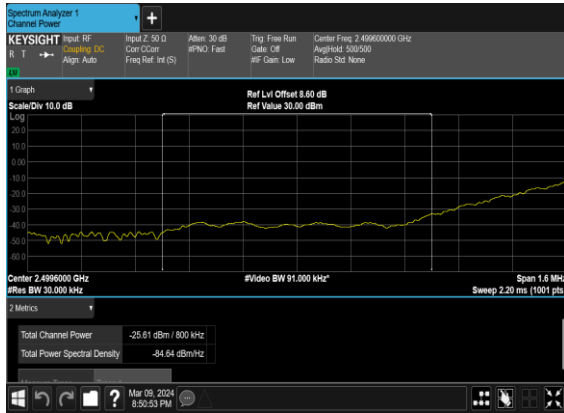 Spectrum Analyzer 1
Channel Power
+
KEYSIGHT
R T
Input: RF
Coupling: DC
Align: Auto
Input Z: 50 Ω
Corr CCorr
Freq Ref: Int (S)
Atten: 30 dB
#PNO: Fast
Trig: Free Run
Gate: Off
#IF Gain: Low
Center Freq: 2.499600000 GHz
Avg|Hold: 500/500
Radio Std: None
1 Graph
Scale/Div 10.0 dB
Ref Lvl Offset 8.60 dB
Ref Value 30.00 dBm
Log
20.0
10.0
0.00
-10.0
-20.0
-30.0
-40.0
-50.0
-60.0
Center 2.4996000 GHz
#Res BW 30.000 kHz
#Video BW 91.000 kHz*
Span 1.6 MHz
Sweep 2.20 ms (1001 pts
2 Metrics
Total Channel Power -25.61 dBm / 800 kHz
Total Power Spectral Density -84.64 dBm/Hz
?
Mar 09, 2024
8:50:53 PM